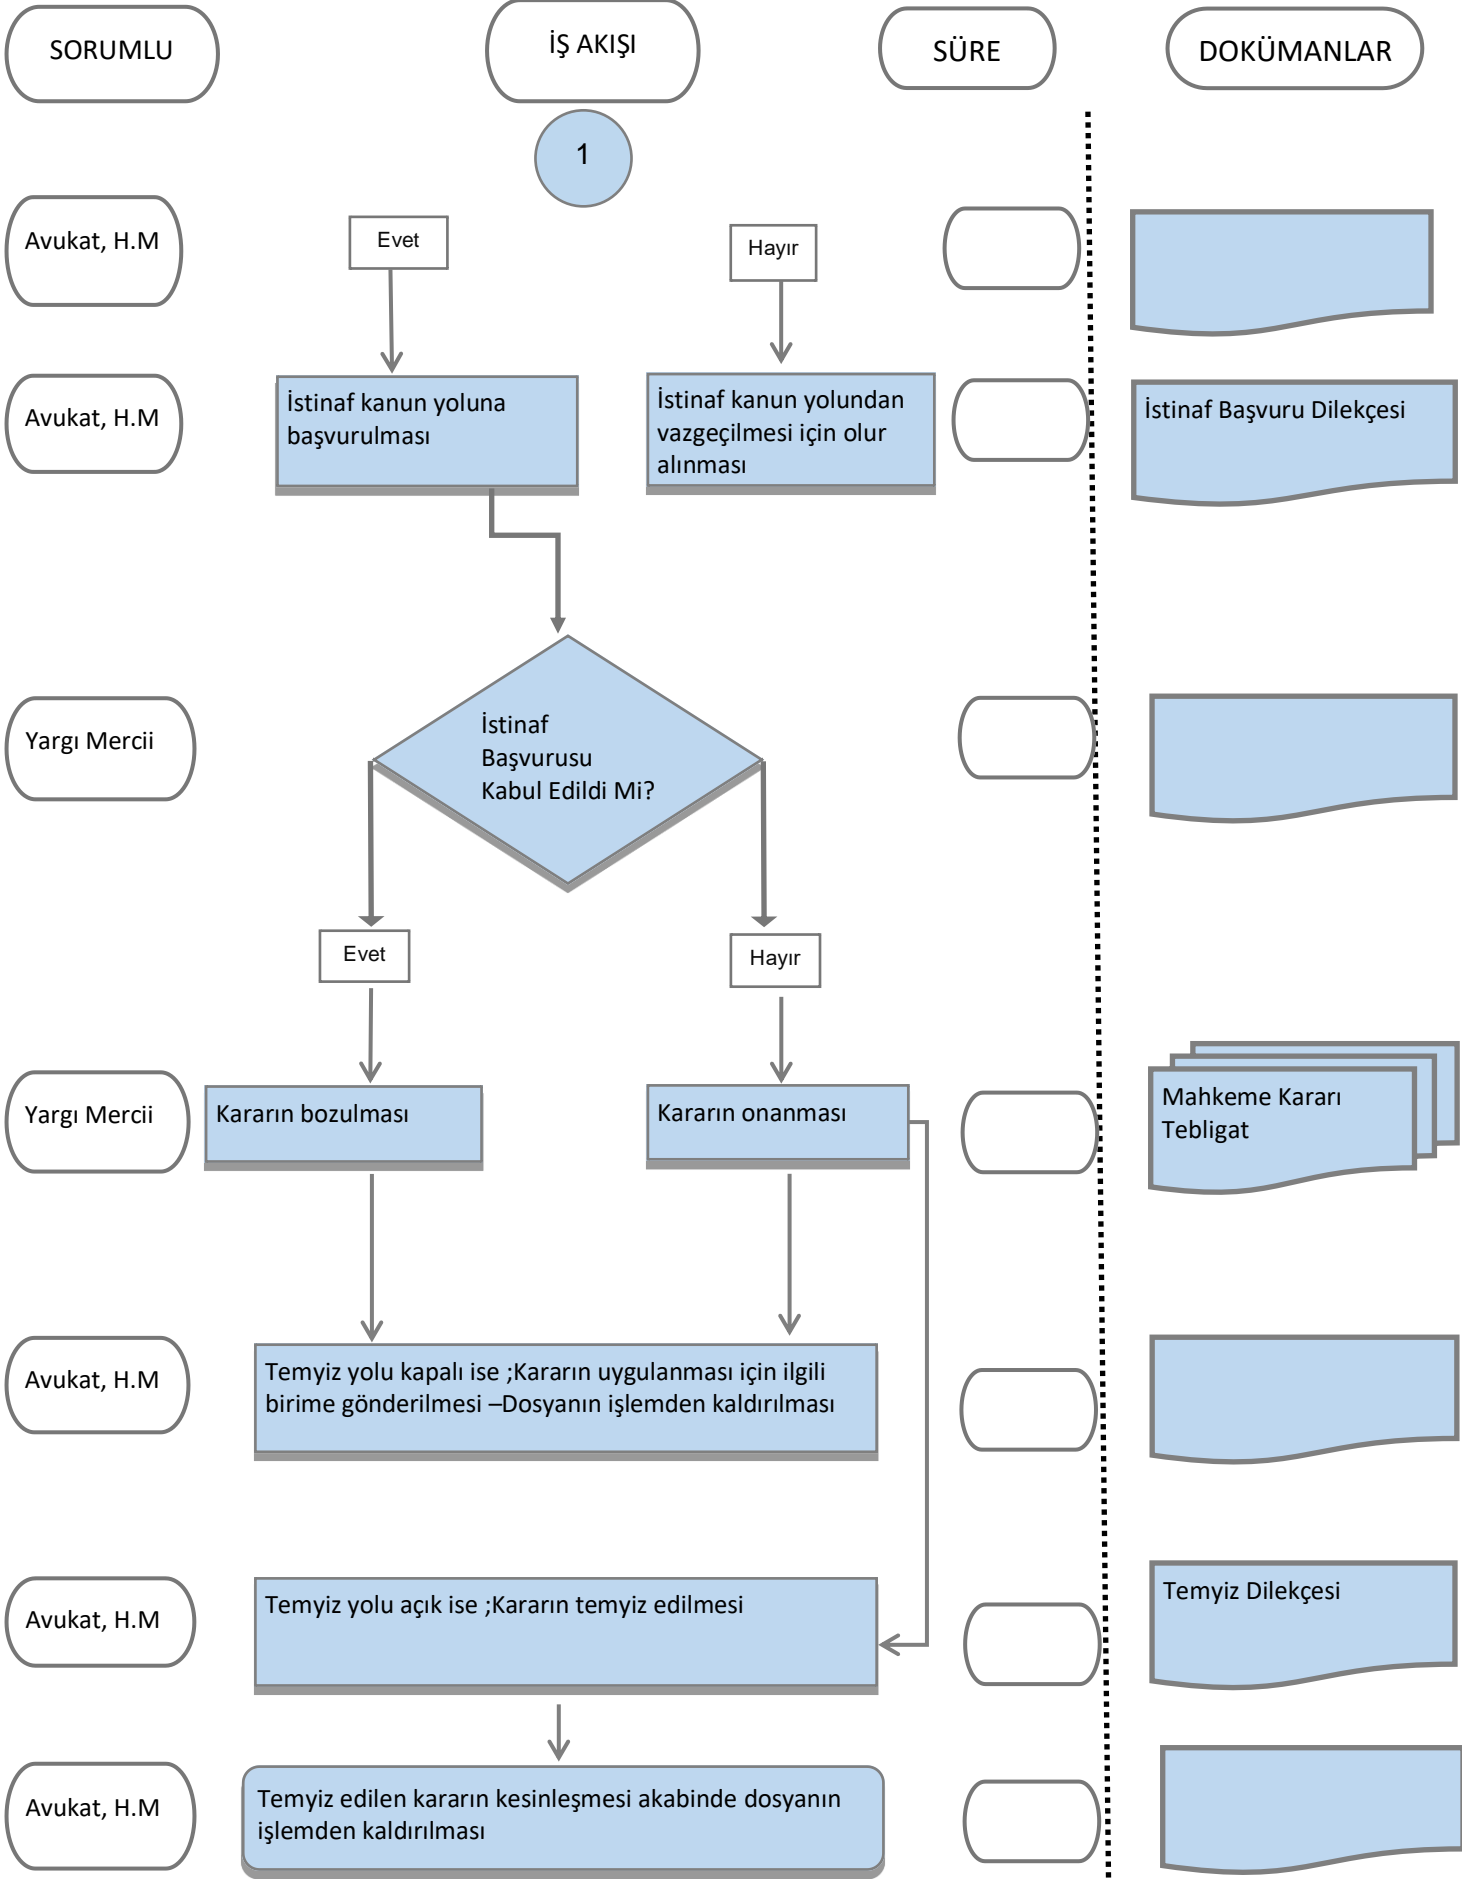 SORUMLU
İŞ AKIŞI
SÜRE
DOKÜMANLAR
1
Avukat, H.M
Evet
Hayır
Avukat, H.M
İstinaf kanun yoluna
başvurulması
İstinaf kanun yolundan
vazgeçilmesi için olur
alınması
İstinaf Başvuru Dilekçesi
Yargı Mercii
İstinaf
Başvurusu
Kabul Edildi Mi?
Evet
Hayır
Yargı Mercii
Kararın bozulması
Kararın onanması
Mahkeme Kararı
Tebligat
Avukat, H.M
Temyiz yolu kapalı ise ;Kararın uygulanması için ilgili
birime gönderilmesi –Dosyanın işlemden kaldırılması
Avukat, H.M
Temyiz yolu açık ise ;Kararın temyiz edilmesi
Temyiz Dilekçesi
Avukat, H.M
Temyiz edilen kararın kesinleşmesi akabinde dosyanın
işlemden kaldırılması